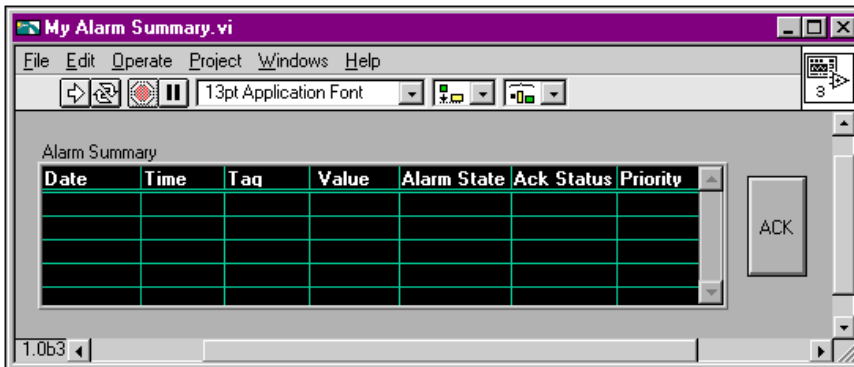 My Alarm Summary.vi
File Edit Operate Project Windows Help
13pt Application Font
3
Alarm Summary
Date Time Tag Value Alarm State Ack Status Priority
ACK
1.0b3